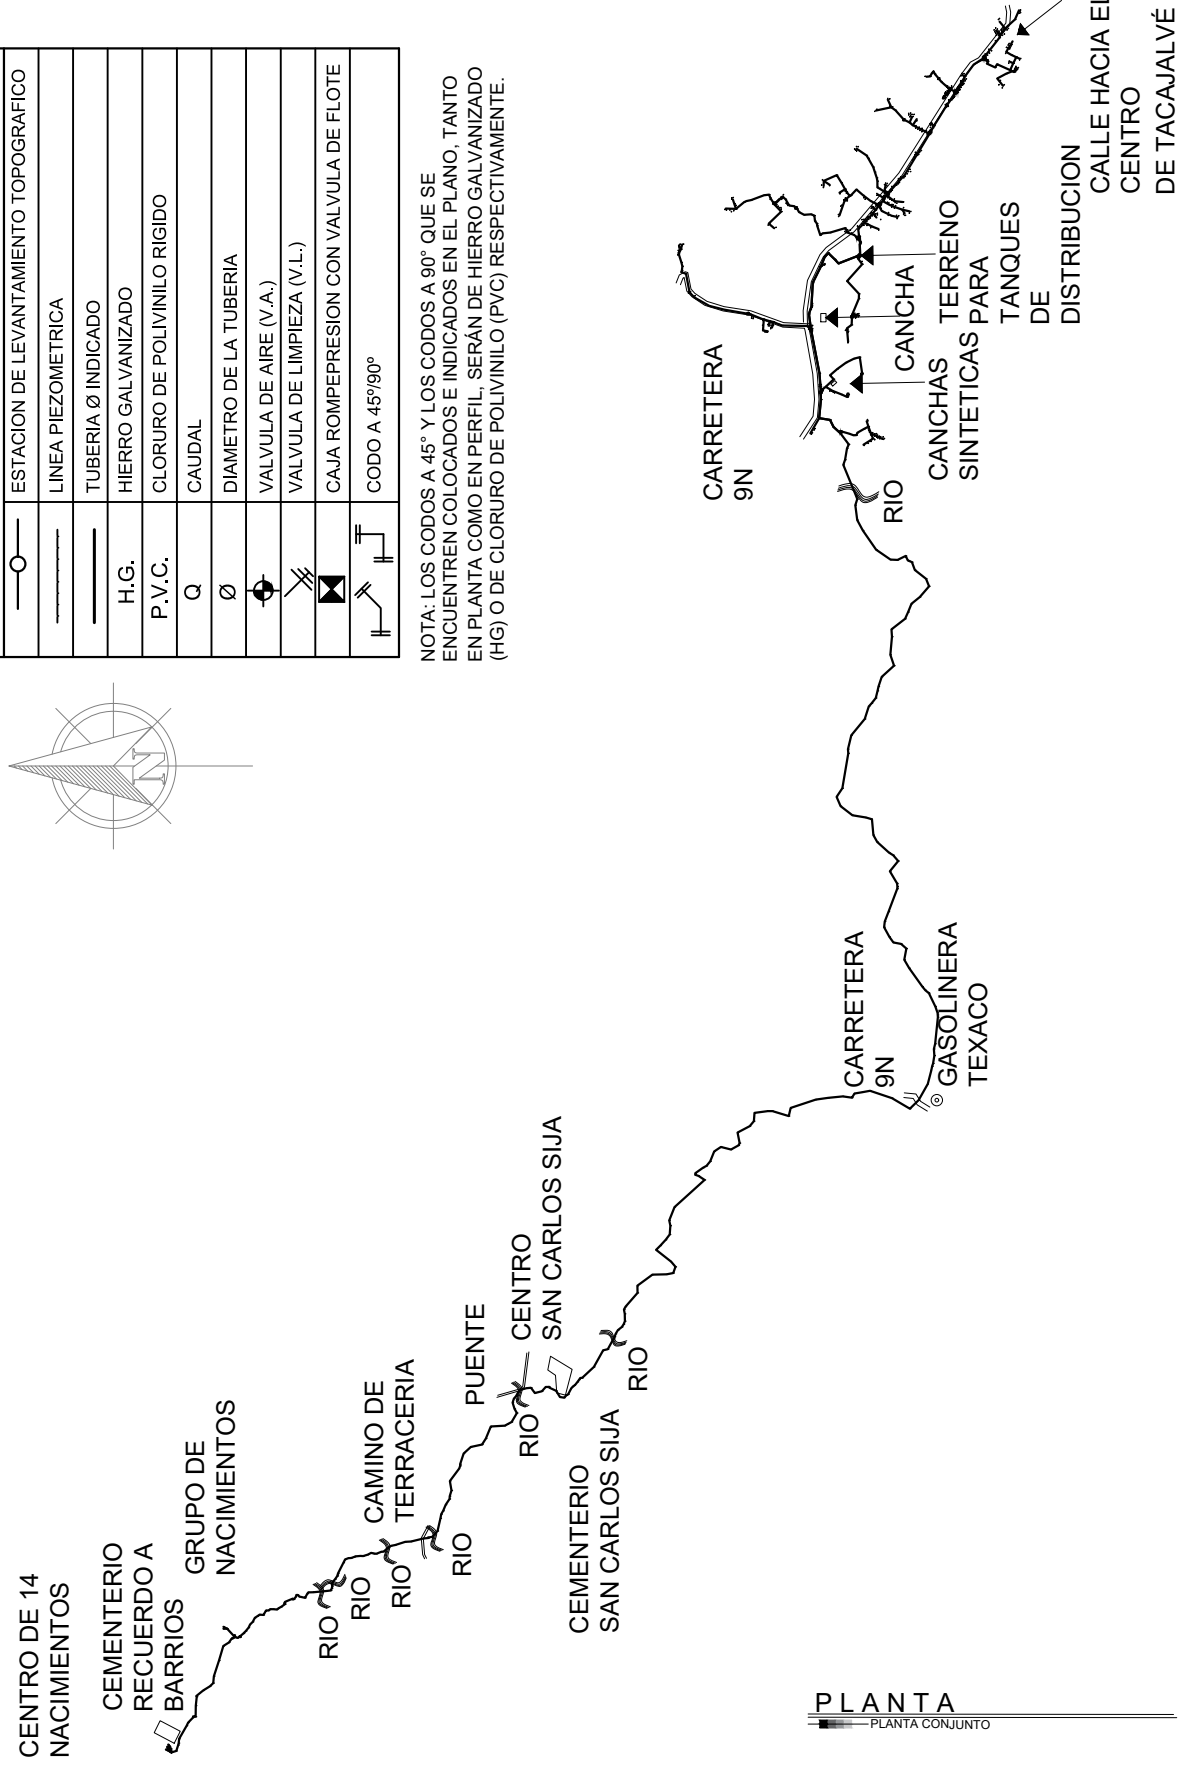 ESTACION DE LEVANTAMIENTO TOPOGRAFICO
LINEA PIEZOMETRICA
TUBERIA Ø INDICADO
H.G. HIERRO GALVANIZADO
P.V.C. CLORURO DE POLIVINILO RIGIDO
Q CAUDAL
Ø DIAMETRO DE LA TUBERIA
VALVULA DE AIRE (V.A.)
VALVULA DE LIMPIEZA (V.L.)
CAJA ROMPEPRESION CON VALVULA DE FLOTE
CODO A 45º/90º
NOTA: LOS CODOS A 45° Y LOS CODOS A 90° QUE SE
ENCUENTREN COLOCADOS E INDICADOS EN EL PLANO, TANTO
EN PLANTA COMO EN PERFIL, SERÁN DE HIERRO GALVANIZADO
(HG) O DE CLORURO DE POLIVINILO (PVC) RESPECTIVAMENTE.
N
CENTRO DE 14
NACIMIENTOS
CEMENTERIO
RECUERDO A
BARRIOS
GRUPO DE
NACIMIENTOS
RIO
RIO
RIO
CAMINO DE
TERRACERIA
RIO
PUENTE
RIO
CENTRO
SAN CARLOS SIJA
CEMENTERIO
SAN CARLOS SIJA
RIO
CARRETERA
9N
GASOLINERA
TEXACO
RIO
CARRETERA
9N
CANCHAS
SINTETICAS
CANCHA
TERRENO
PARA
TANQUES
DE
DISTRIBUCION
CALLE HACIA EL
CENTRO
DE TACAJALVÉ
PLANTA
PLANTA CONJUNTO